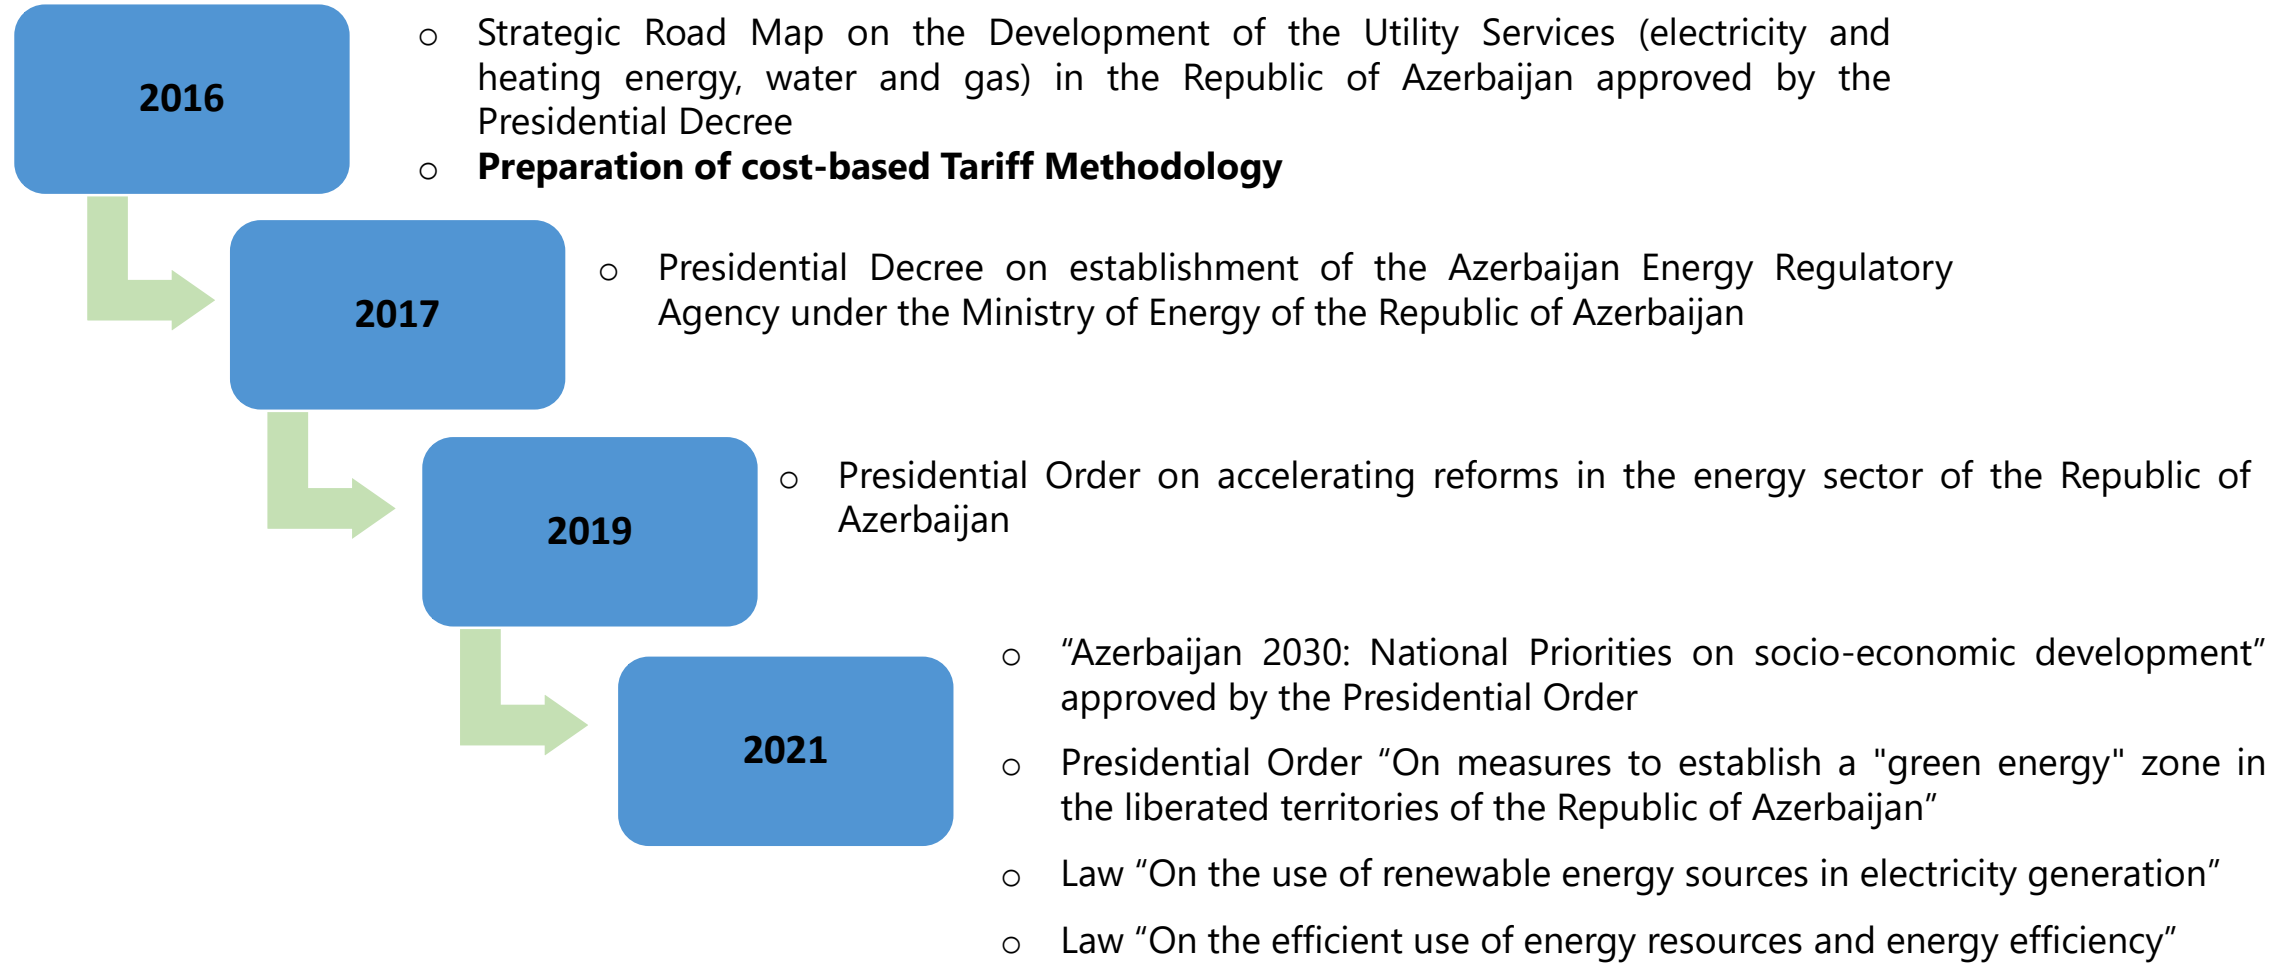 2016
o Strategic Road Map on the Development of the Utility Services (electricity and
heating energy, water and gas) in the Republic of Azerbaijan approved by the
Presidential Decree
o Preparation of cost-based Tariff Methodology
2017
o Presidential Decree on establishment of the Azerbaijan Energy Regulatory
Agency under the Ministry of Energy of the Republic of Azerbaijan
2019
o Presidential Order on accelerating reforms in the energy sector of the Republic of
Azerbaijan
2021
o “Azerbaijan 2030: National Priorities on socio-economic development”
approved by the Presidential Order
o Presidential Order “On measures to establish a "green energy" zone in
the liberated territories of the Republic of Azerbaijan”
o Law “On the use of renewable energy sources in electricity generation”
o Law “On the efficient use of energy resources and energy efficiency”